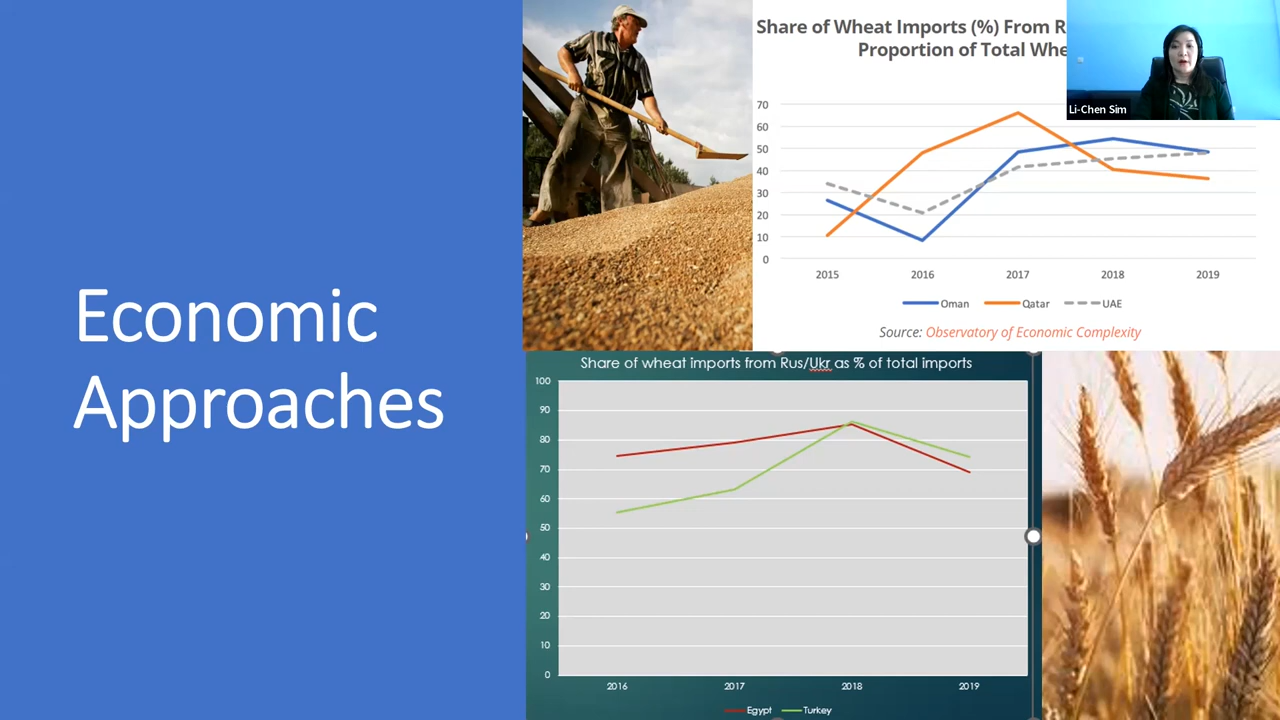 Economic
Approaches
Share of Wheat Imports (%) From
Proportion of Total
Li-Chen Sim
70
60
50
40
30
20
10
0
2015 2016 2017 2018 2019
Oman Qatar UAE
Source: Observatory of Economic Complexity
Share of wheat imports from Rus/Ukr as % of total imports
100
90
80
70
60
50
40
30
20
10
0
2016 2017 2018 2019
Egypt Turkey